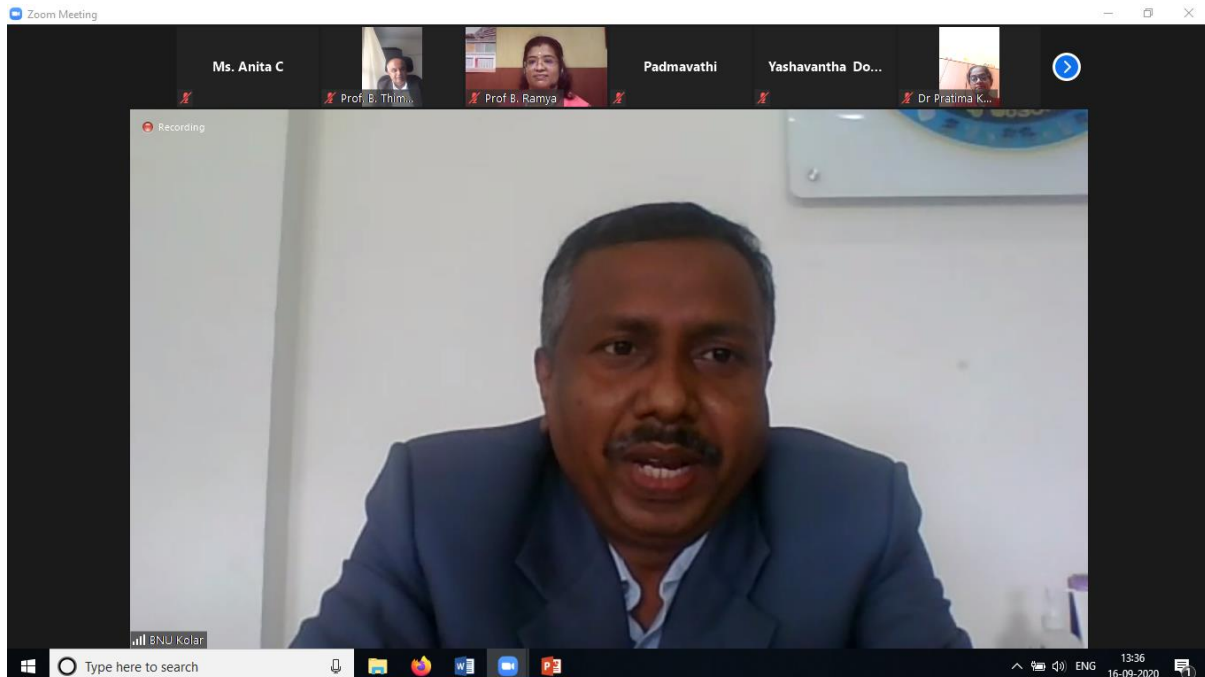 Zoom Meeting
Ms. Anita C
Prof. B. Thim...
Prof B. Ramya
Padmavathi
Yashavantha Do...
Dr Pratima K...
Recording
BNU Kolar
Type here to search
ENG
13:36
16-09-2020